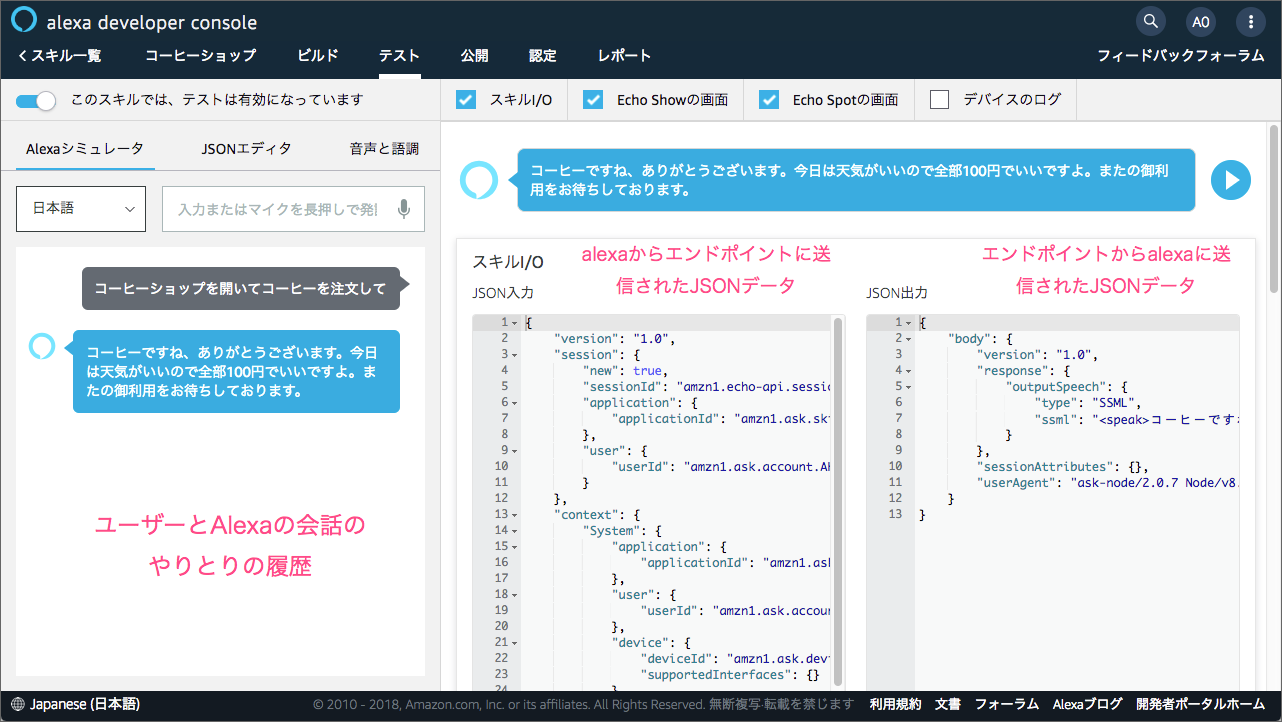 alexa developer console
A0
スキル一覧
コーヒーショップ
ビルド
テスト
公開
認定
レポート
フィードバックフォーラム
このスキルでは、テストは有効になっています
スキルI/O
Echo Showの画面
Echo Spotの画面
デバイスのログ
Alexaシミュレータ
JSONエディタ
音声と語調
日本語
入力またはマイクを長押しで発
コーヒーショップを開いてコーヒーを注文して
コーヒーですね、ありがとうございます。今日
は天気がいいので全部100円でいいですよ。ま
たの御利用をお待ちしております。
ユーザーとAlexaの会話の
やりとりの履歴
コーヒーですね、ありがとうございます。今日は天気がいいので全部100円でいいですよ。またの御利
用をお待ちしております。
スキルI/O
alexaからエンドポイントに送
信されたJSONデータ
JSON入力
1 {
2 "version": "1.0",
3 "session": {
4 "new": true,
5 "sessionId": "amzn1.echo-api.sessio
6 "application": {
7 "applicationId": "amzn1.ask.sk
8 },
9 "user": {
10 "userId": "amzn1.ask.account.A
11 }
12 },
13 "context": {
14 "System": {
15 "application": {
16 "applicationId": "amzn1.as
17 },
18 "user": {
19 "userId": "amzn1.ask.accou
20 },
21 "device": {
22 "deviceId": "amzn1.ask.dev
23 "supportedInterfaces": {}
24 }
エンドポイントからalexaに送
信されたJSONデータ
JSON出力
1 {
2 "body": {
3 "version": "1.0",
4 "response": {
5 "outputSpeech": {
6 "type": "SSML",
7 "ssml": "<speak>コーヒーです
8 }
9 },
10 "sessionAttributes": {},
11 "userAgent": "ask-node/2.0.7 Node/v8.
12 }
13 }
Japanese (日本語)
© 2010 - 2018, Amazon.com, Inc. or its affiliates. All Rights Reserved. 無断複写·転載を禁じます
利用規約
文書
フォーラム
Alexaブログ
開発者ポータルホーム